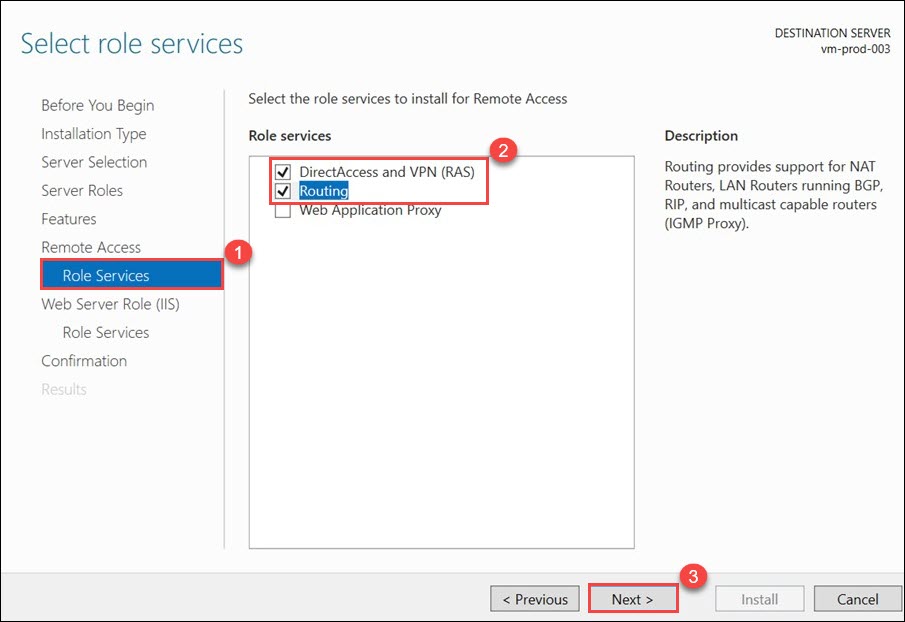 Select role services
DESTINATION SERVER
vm-prod-003
Before You Begin
Installation Type
Server Selection
Server Roles
Features
Remote Access
Role Services
Web Server Role (IIS)
Role Services
Confirmation
Results
1
Select the role services to install for Remote Access
Role services
2
DirectAccess and VPN (RAS)
Routing
Web Application Proxy
Description
Routing provides support for NAT
Routers, LAN Routers running BGP,
RIP, and multicast capable routers
(IGMP Proxy).
3
< Previous
Next >
Install
Cancel